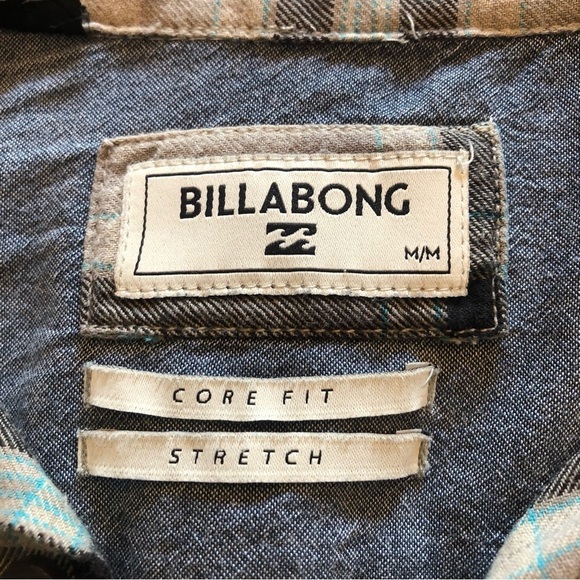 BILLABONG
M/M
CORE FIT
STRETCH